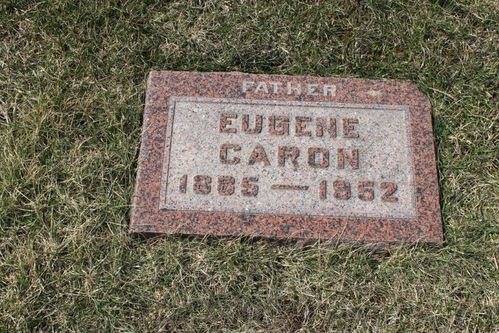 FATHER
EUGENE
CARON
1885 — 1952